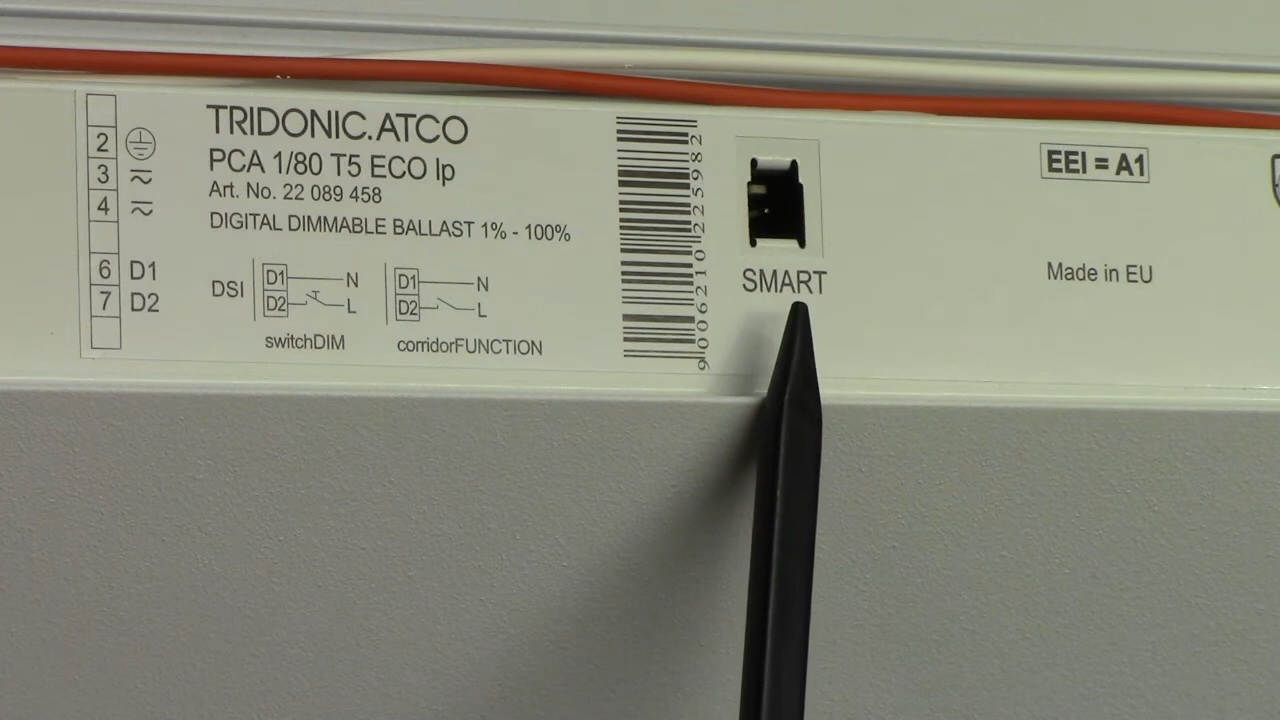 TRIDONIC.ATCO
PCA 1/80 T5 ECO lp
Art. No. 22 089 458
DIGITAL DIMMABLE BALLAST 1% - 100%
2
3
4
6 D1
7 D2
DSI
D1 N
D2 L
switchDIM
D1 N
D2 L
corridorFUNCTION
9006210225982
SMART
EEI = A1
Made in EU